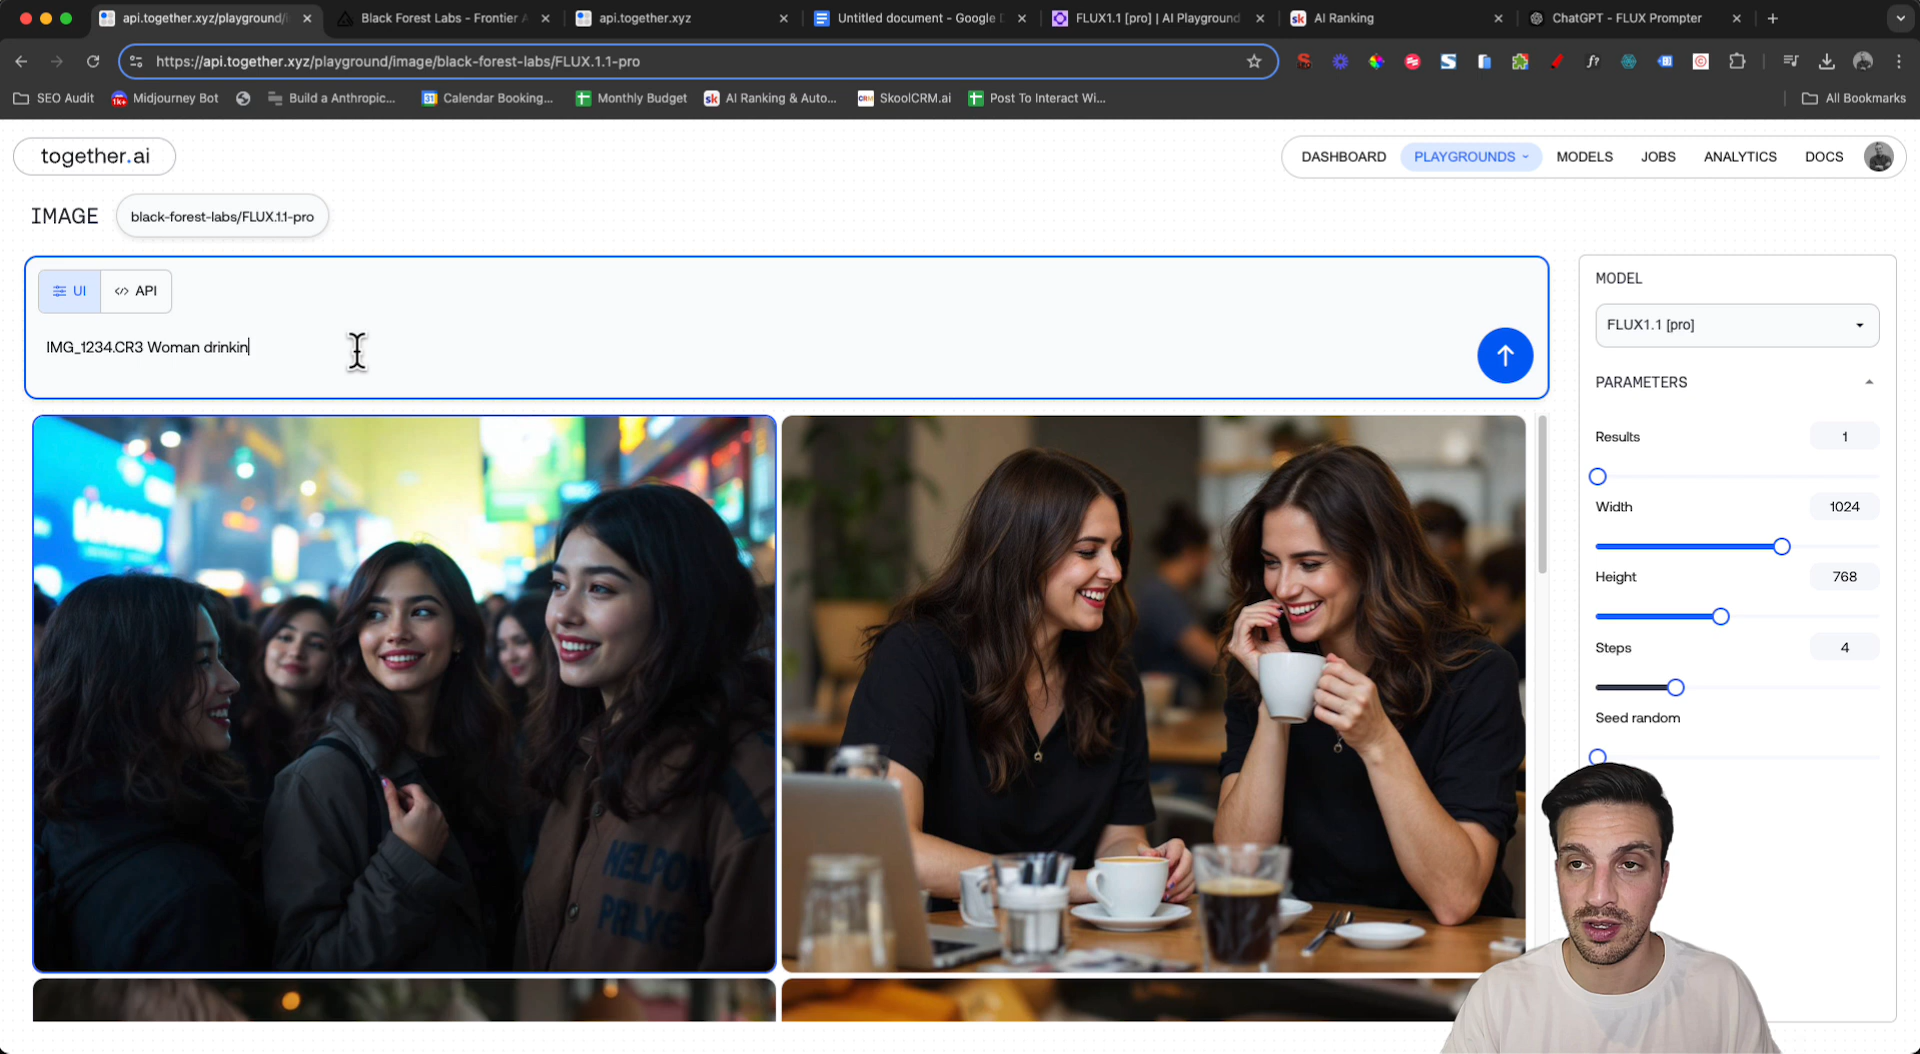 api.together.xyz/playground/i
Black Forest Labs - Frontier A
api.together.xyz
Untitled document - Google D
FLUX1.1 [pro] | AI Playground
sk AI Ranking
ChatGPT - FLUX Prompter
https://api.together.xyz/playground/image/black-forest-labs/FLUX.1.1-pro
SEO Audit
1k+ Midjourney Bot
Build a Anthropic...
31 Calendar Booking...
Monthly Budget
sk AI Ranking & Auto...
CRM SkoolCRM.ai
Post To Interact Wi...
All Bookmarks
together.ai
DASHBOARD
PLAYGROUNDS
MODELS
JOBS
ANALYTICS
DOCS
IMAGE
black-forest-labs/FLUX.1.1-pro
UI
API
IMG_1234.CR3 Woman drinkin
MODEL
FLUX1.1 [pro]
PARAMETERS
Results 1
Width 1024
Height 768
Steps 4
Seed random